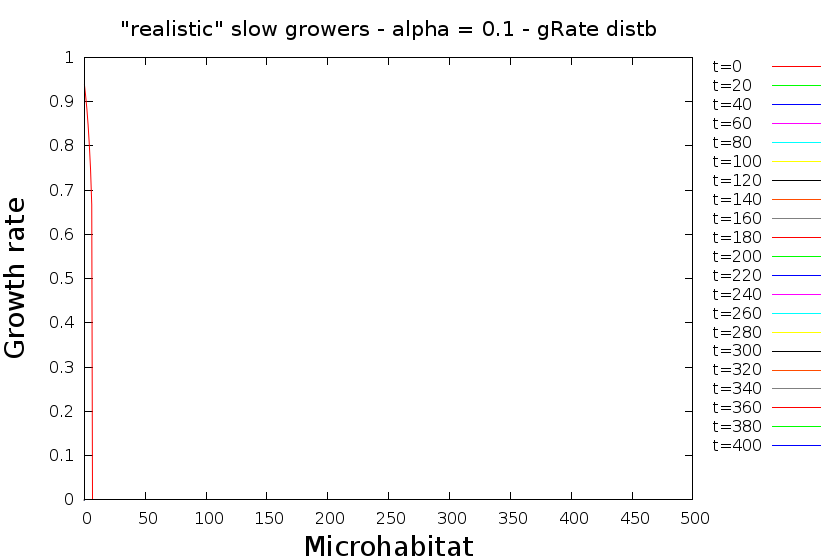 "realistic" slow growers - alpha = 0.1 - gRate distb
1
0.9
0.8
0.7
0.6
0.5
0.4
0.3
0.2
0.1
0
Growth rate
0 50 100 150 200 250 300 350 400 450 500
Microhabitat
t=0
t=20
t=40
t=60
t=80
t=100
t=120
t=140
t=160
t=180
t=200
t=220
t=240
t=260
t=280
t=300
t=320
t=340
t=360
t=380
t=400